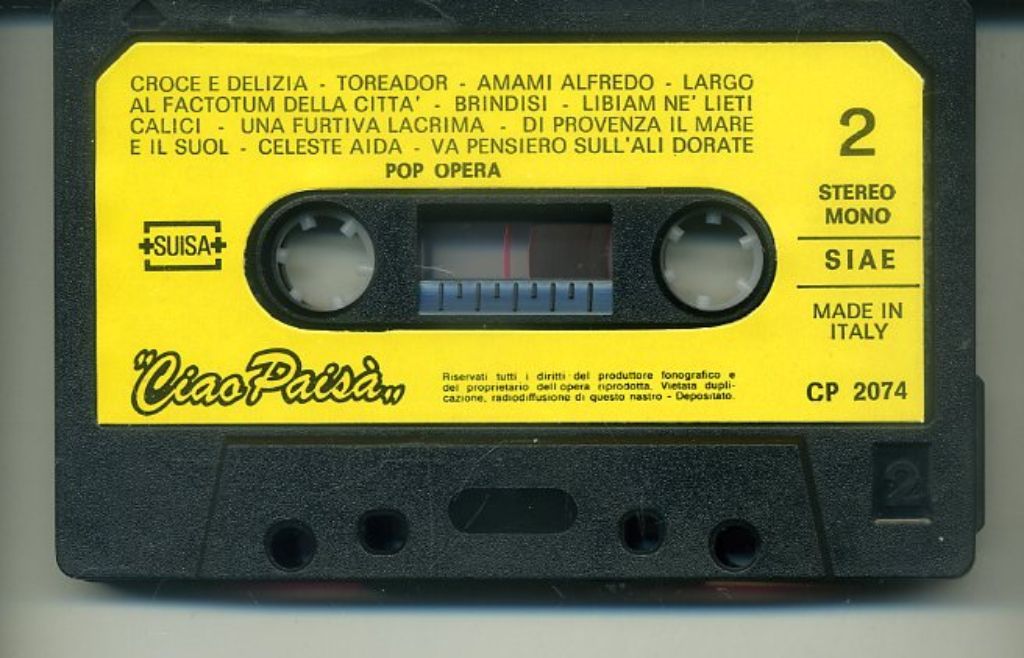 CROCE E DELIZIA - TOREADOR - AMAMI ALFREDO - LARGO
AL FACTOTUM DELLA CITTA' - BRINDISI - LIBIAM NE' LIETI
CALICI - UNA FURTIVA LACRIMA - DI PROVENZA IL MARE
E IL SUOL - CELESTE AIDA - VA PENSIERO SULL'ALI DORATE
POP OPERA
2
STEREO
MONO
SUISA
SIAE
MADE IN
ITALY
"Ciao Paisà"
Riservati tutti i diritti del produttore fonografico e
del proprietario dell'opera riprodotta. Vietata dupli-
cazione, radiodiffusione di questo nastro - Depositato.
CP 2074
2